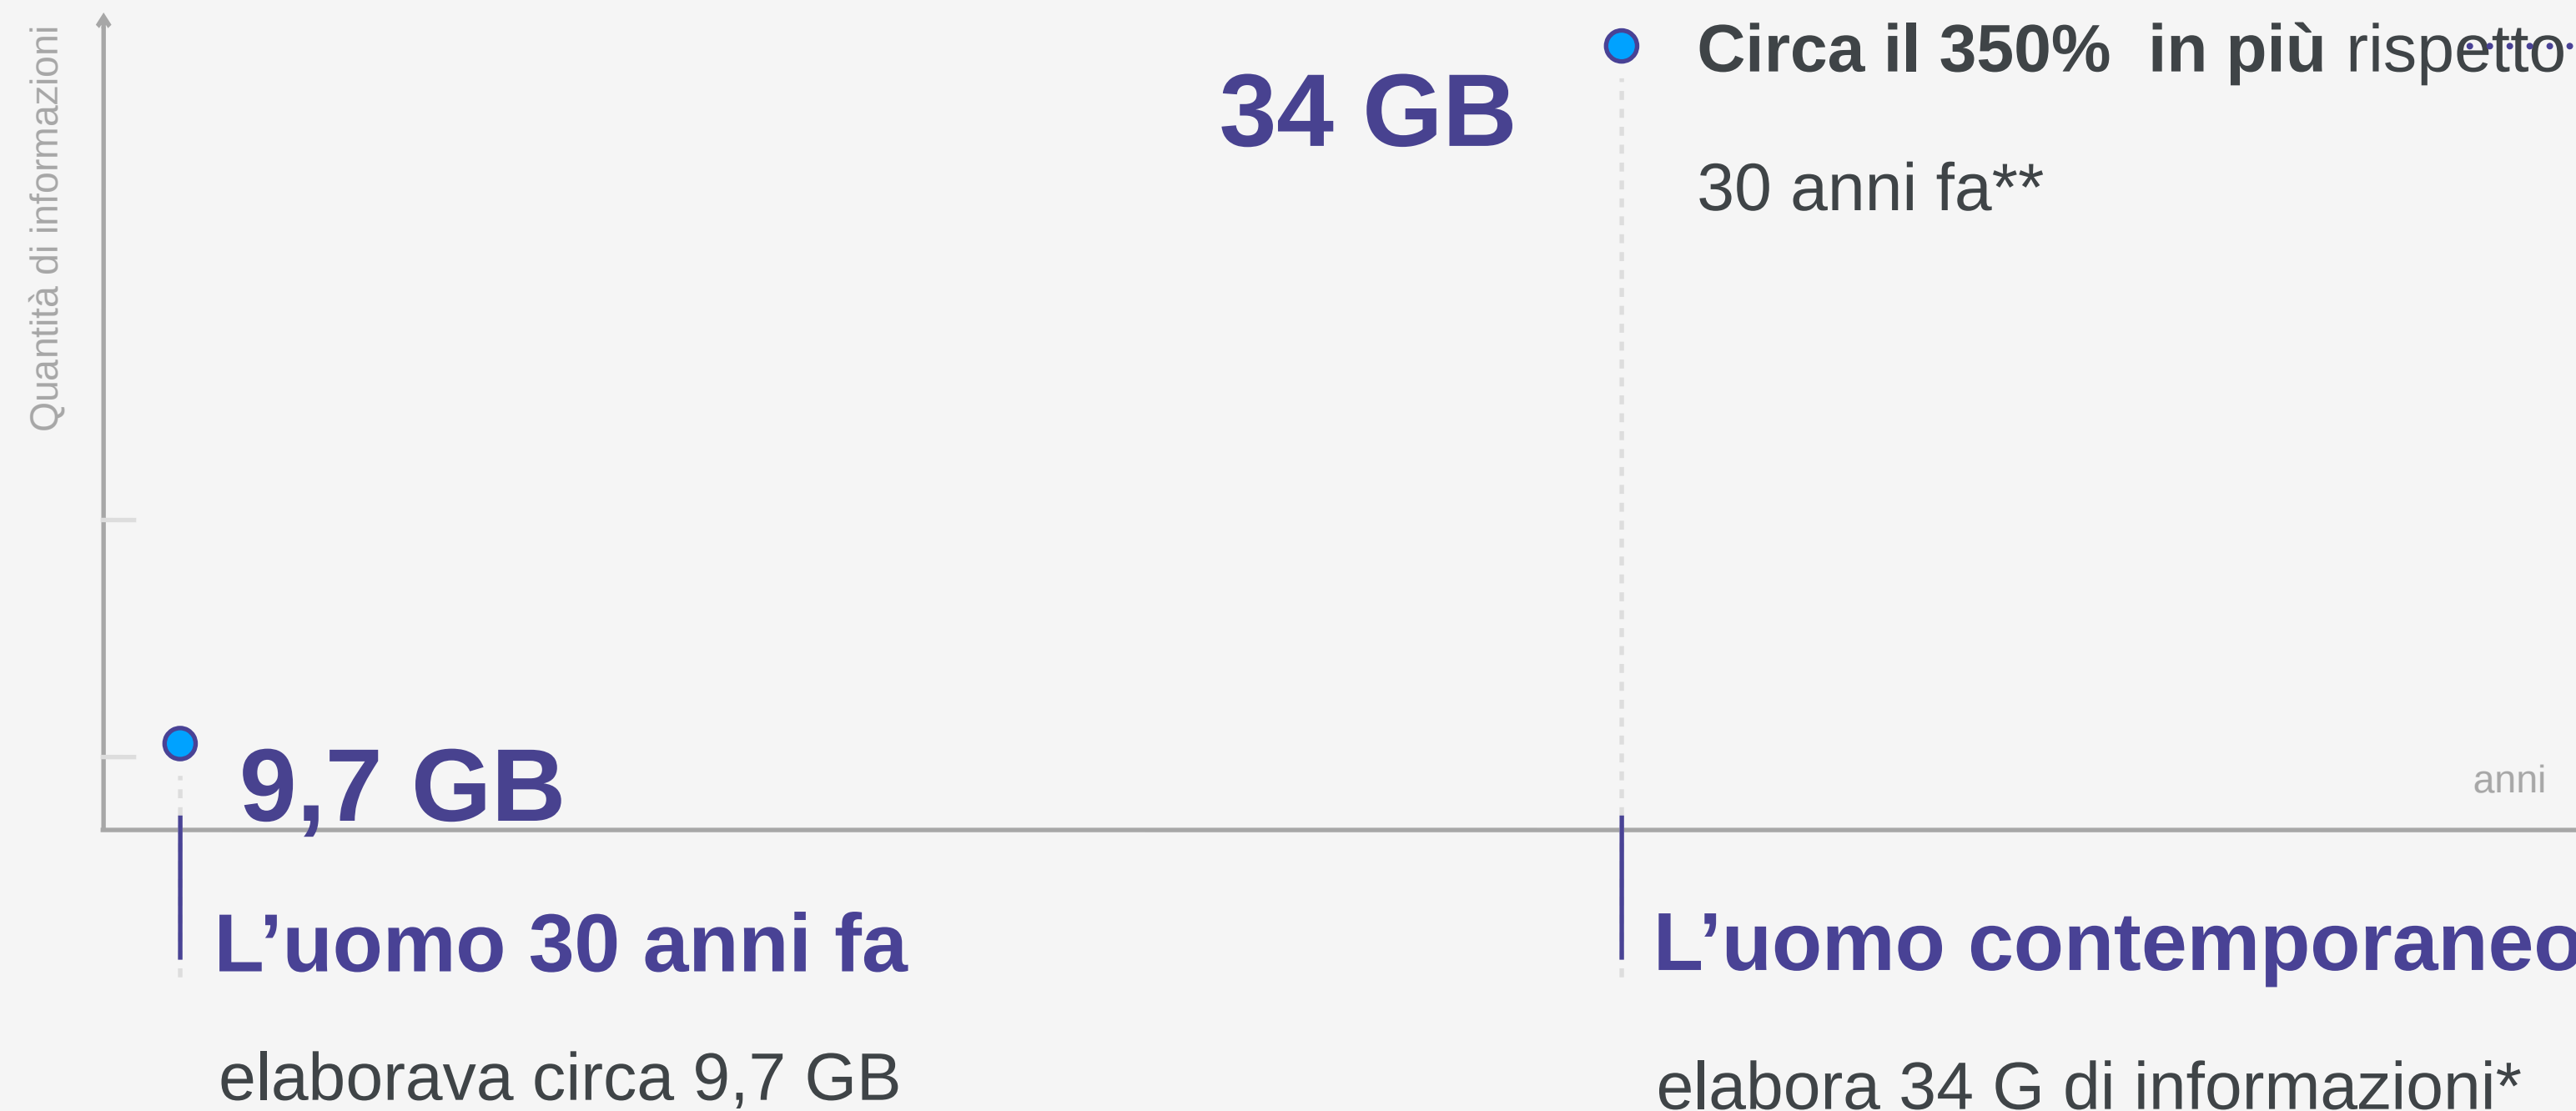 Quantità di informazioni
Circa il 350%  in più rispetto
34 GB
30 anni fa**
9,7 GB
anni
L’uomo 30 anni fa
L’uomo contemporaneo
elaborava circa 9,7 GB
elabora 34 G di informazioni*